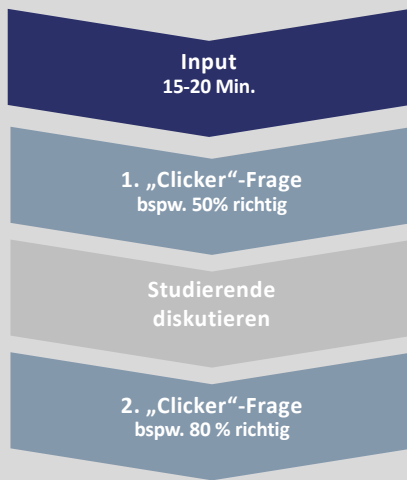 Input
15-20 Min.
1. „Clicker“-Frage
bspw. 50% richtig
Studierende
diskutieren
2. „Clicker“-Frage
bspw. 80 % richtig